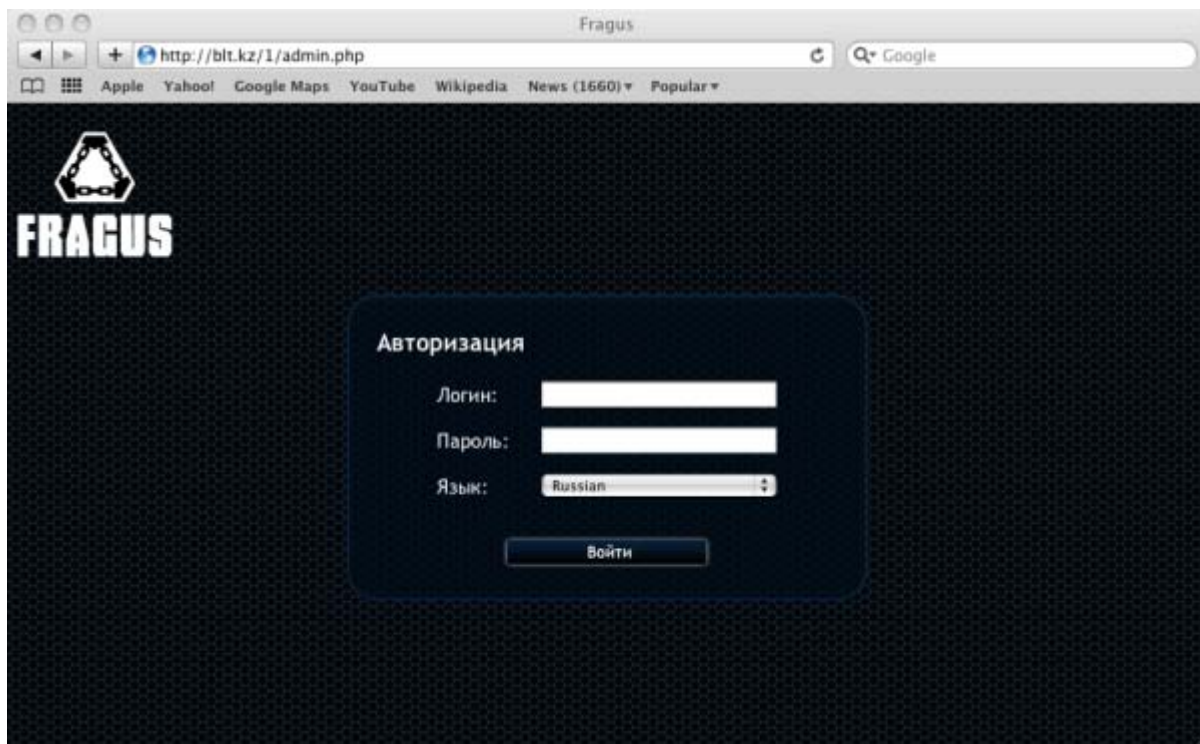 Fragus
http://blt.kz/1/admin.php
Google
Apple Yahoo! Google Maps YouTube Wikipedia News (1660) Popular
FRAGUS
Авторизация
Логин:
Пароль:
Язык: Russian
Войти